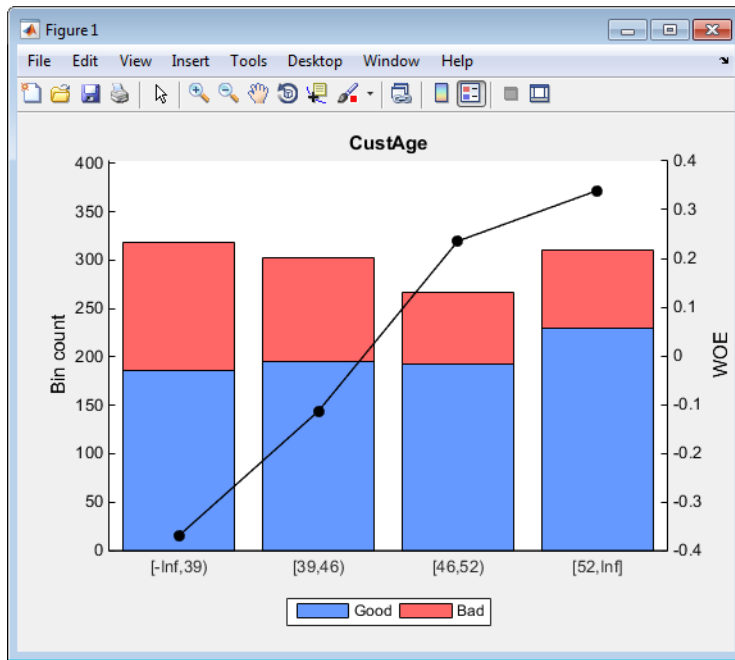 Figure 1
File Edit View Insert Tools Desktop Window Help
CustAge
400
350
300
250
200
150
100
50
0
Bin count
0.4
0.3
0.2
0.1
0
-0.1
-0.2
-0.3
-0.4
WOE
[-Inf,39) [39,46) [46,52) [52,Inf]
Good Bad